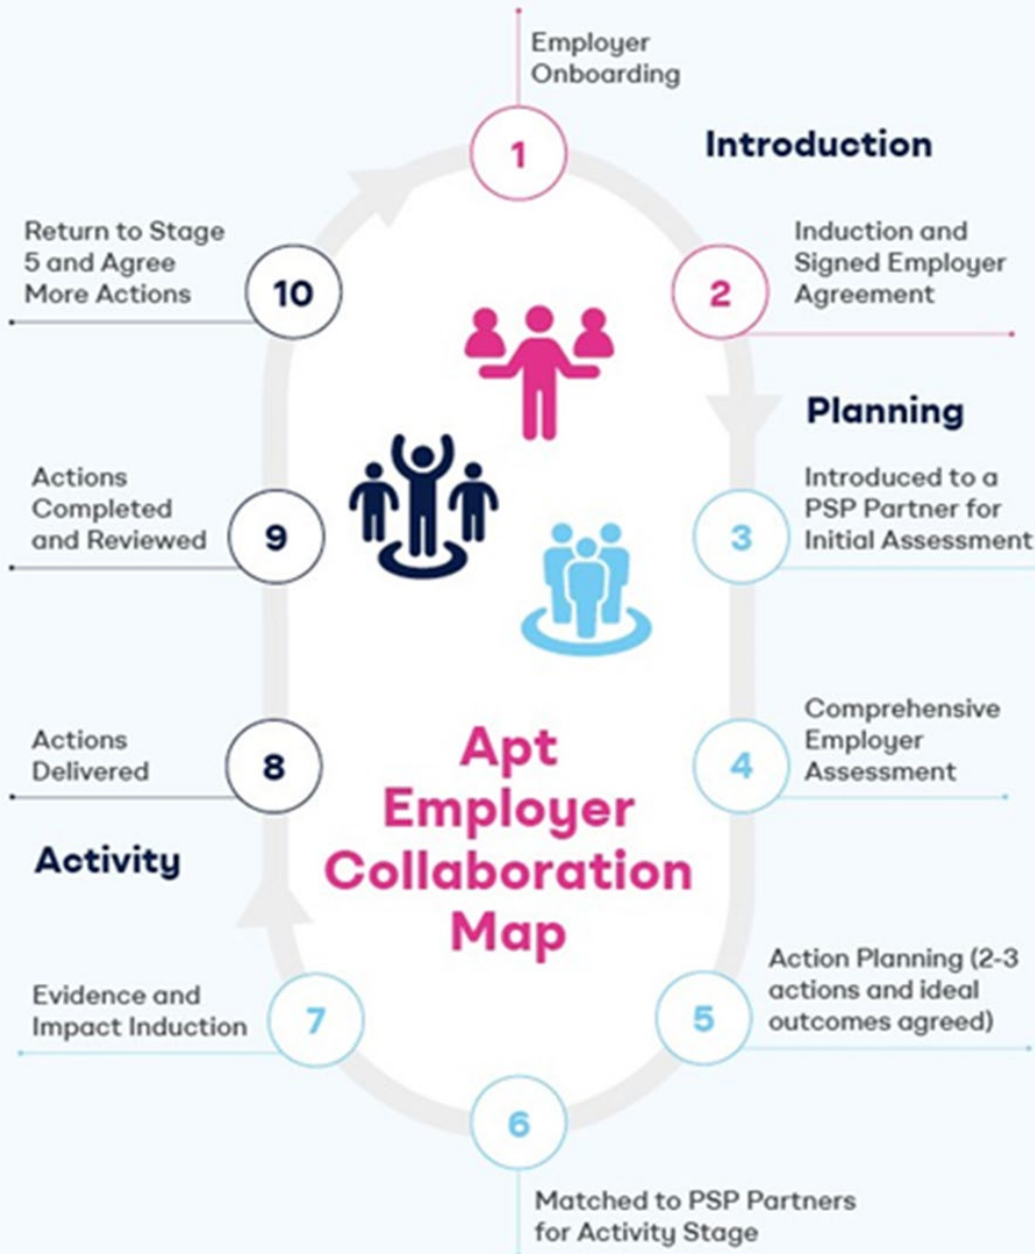 Employer
Onboarding
1
Introduction
Induction and
Signed Employer
Agreement
2
Planning
Introduced to a
PSP Partner for
Initial Assessment
3
Comprehensive
Employer
Assessment
4
Action Planning (2-3
actions and ideal
outcomes agreed)
5
6
Matched to PSP Partners
for Activity Stage
Evidence and
Impact Induction
7
Activity
Actions
Delivered
8
Actions
Completed
and Reviewed
9
Return to Stage
5 and Agree
More Actions
10
Apt
Employer
Collaboration
Map